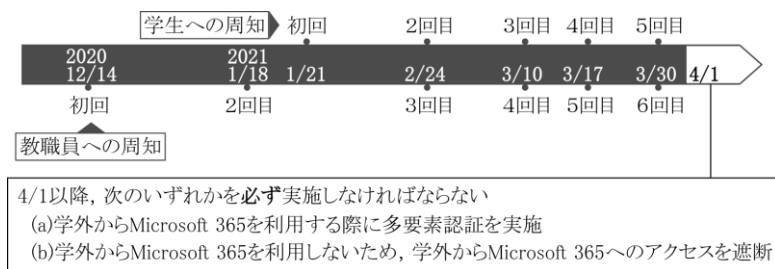 学生への周知 初回 2回目 3回目 4回目 5回目
2020 2021
12/14 1/18 1/21 2/24 3/10 3/17 3/30 4/1
初回 2回目 3回目 4回目 5回目 6回目
教職員への周知
4/1以降, 次のいずれかを必ず実施しなければならない
(a)学外からMicrosoft 365を利用する際に多要素認証を実施
(b)学外からMicrosoft 365を利用しないため, 学外からMicrosoft 365へのアクセスを遮断